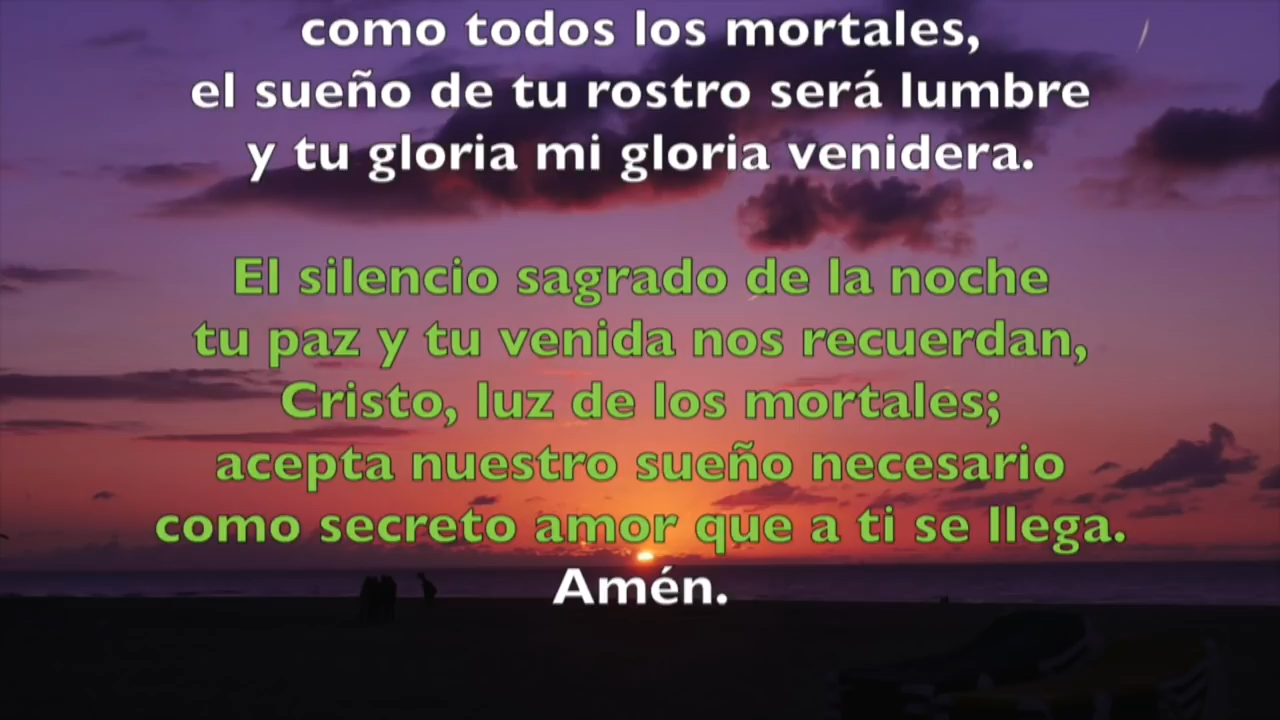 como todos los mortales,
el sueño de tu rostro será lumbre
y tu gloria mi gloria venidera.
El silencio sagrado de la noche
tu paz y tu venida nos recuerdan,
Cristo, luz de los mortales;
acepta nuestro sueño necesario
como secreto amor que a ti se llega.
Amén.